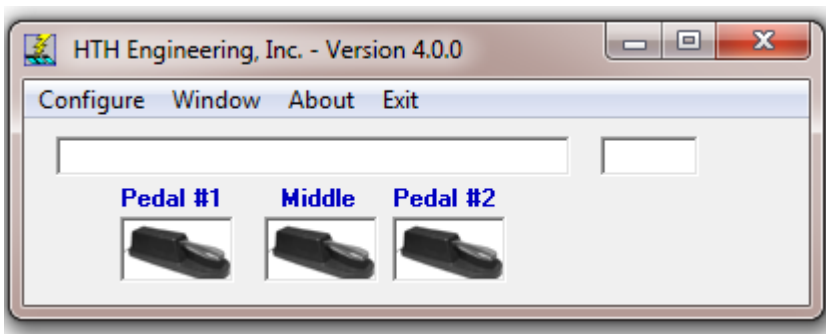 HTH Engineering, Inc. - Version 4.0.0
Configure Window About Exit
Pedal #1 Middle Pedal #2